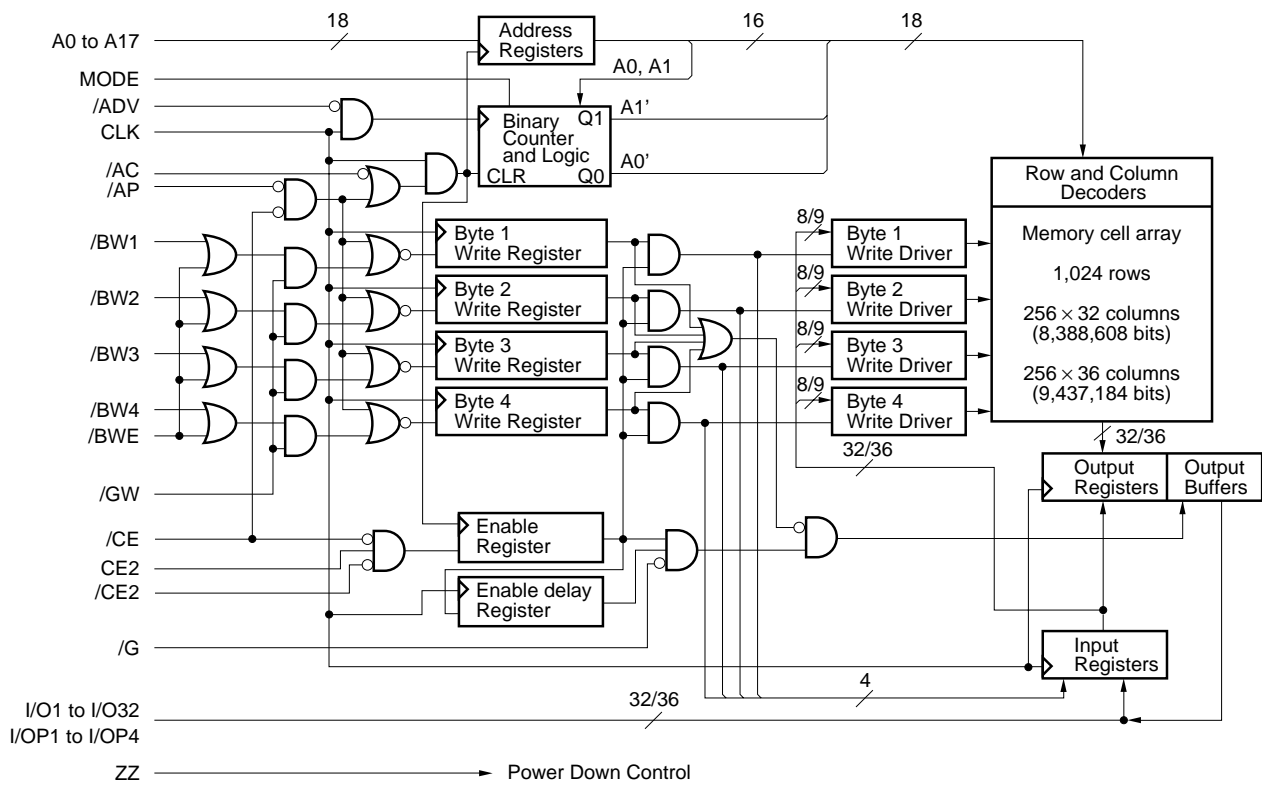 18
Address
Registers
16
18
A0 to A17
A0, A1
MODE
/ADV
CLK
Binary
Counter
and Logic
CLR
Q1
Q0
A1’
A0’
/AC
/AP
Row and Column
Decoders
Memory cell array
1,024 rows
256 × 32 columns
(8,388,608 bits)
256 × 36 columns
(9,437,184 bits)
/BW1
Byte 1
Write Register
8/9
Byte 1
Write Driver
/BW2
Byte 2
Write Register
8/9
Byte 2
Write Driver
/BW3
Byte 3
Write Register
8/9
Byte 3
Write Driver
/BW4
/BWE
Byte 4
Write Register
8/9
Byte 4
Write Driver
32/36
32/36
Output
Registers
Output
Buffers
/GW
/CE
CE2
/CE2
Enable
Register
Enable delay
Register
/G
Input
Registers
4
I/O1 to I/O32
I/OP1 to I/OP4
32/36
ZZ
Power Down Control